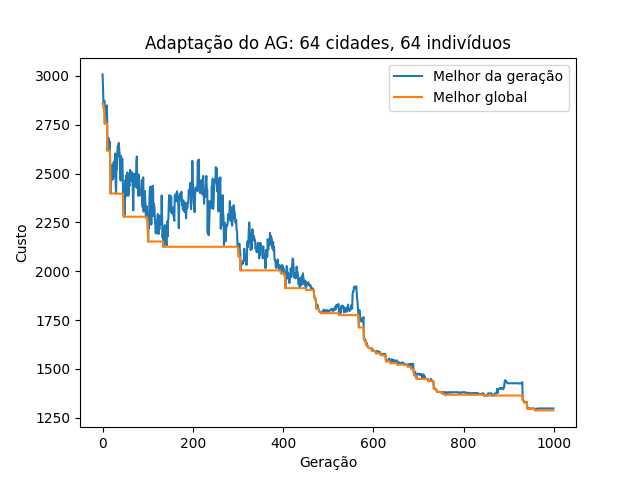 Adaptação do AG: 64 cidades, 64 indivíduos
Melhor da geração
Melhor global
3000
2750
2500
2250
2000
1750
1500
1250
Custo
0 200 400 600 800 1000
Geração